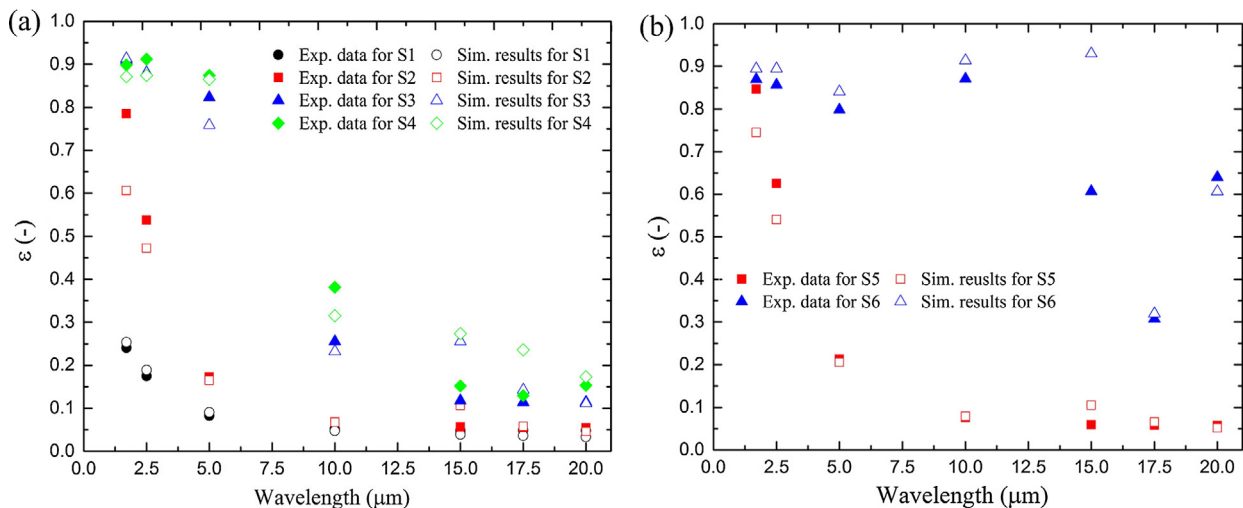 (a)
1.0
0.9
0.8
0.7
0.6
0.5
0.4
0.3
0.2
0.1
0.0
ε (-)
Exp. data for S1 Sim. results for S1
Exp. data for S2 Sim. results for S2
Exp. data for S3 Sim. results for S3
Exp. data for S4 Sim. results for S4
0.0 2.5 5.0 7.5 10.0 12.5 15.0 17.5 20.0
Wavelength (μm)
(b)
1.0
0.9
0.8
0.7
0.6
0.5
0.4
0.3
0.2
0.1
0.0
ε (-)
Exp. data for S5 Sim. reuslts for S5
Exp. data for S6 Sim. results for S6
0.0 2.5 5.0 7.5 10.0 12.5 15.0 17.5 20.0
Wavelength (μm)